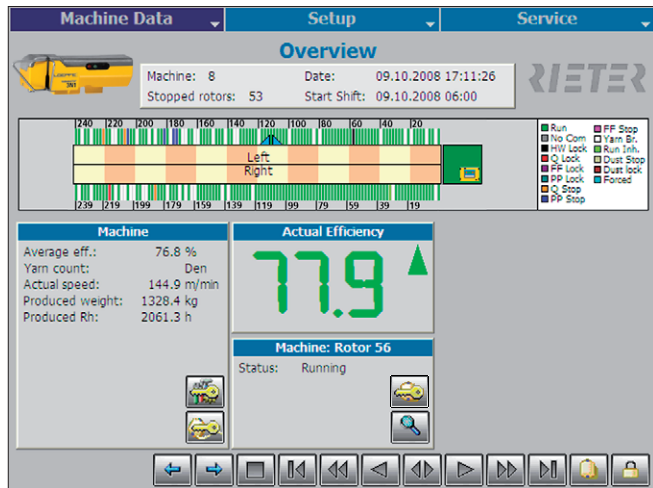 Machine Data Setup Service
Overview
Machine: 8 Date: 09.10.2008 17:11:26
Stopped rotors: 53 Start Shift: 09.10.2008 06:00
RIETER
LOEPFE
240 220 200 180 160 140 120 100 80 60 40 20
Left
Right
239 219 199 179 159 139 119 99 79 59 39 19
Run FF Stop
No Com Yarn Br.
HW Lock Run Inh.
Q Lock Dust Stop
FF Lock Dust lock
PP Lock Forced
Q Stop
PP Stop
Machine
Average eff.: 76.8 %
Yarn count: Den
Actual speed: 144.9 m/min
Produced weight: 1328.4 kg
Produced Rh: 2061.3 h
Actual Efficiency
77.9
Machine: Rotor 56
Status: Running